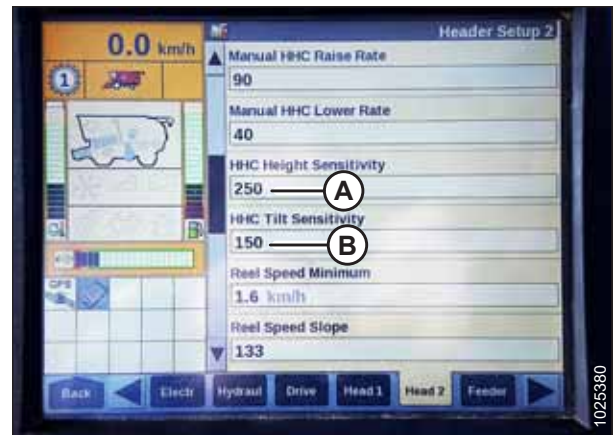 Header Setup 2
0.0 km/h
1
Manual HHC Raise Rate
90
Manual HHC Lower Rate
40
HHC Height Sensitivity
250 A
HHC Tilt Sensitivity
150 B
Reel Speed Minimum
1.6 km/h
Reel Speed Slope
133
GPS
Back Electr Hydraul Drive Head 1 Head 2 Feeder
1025380